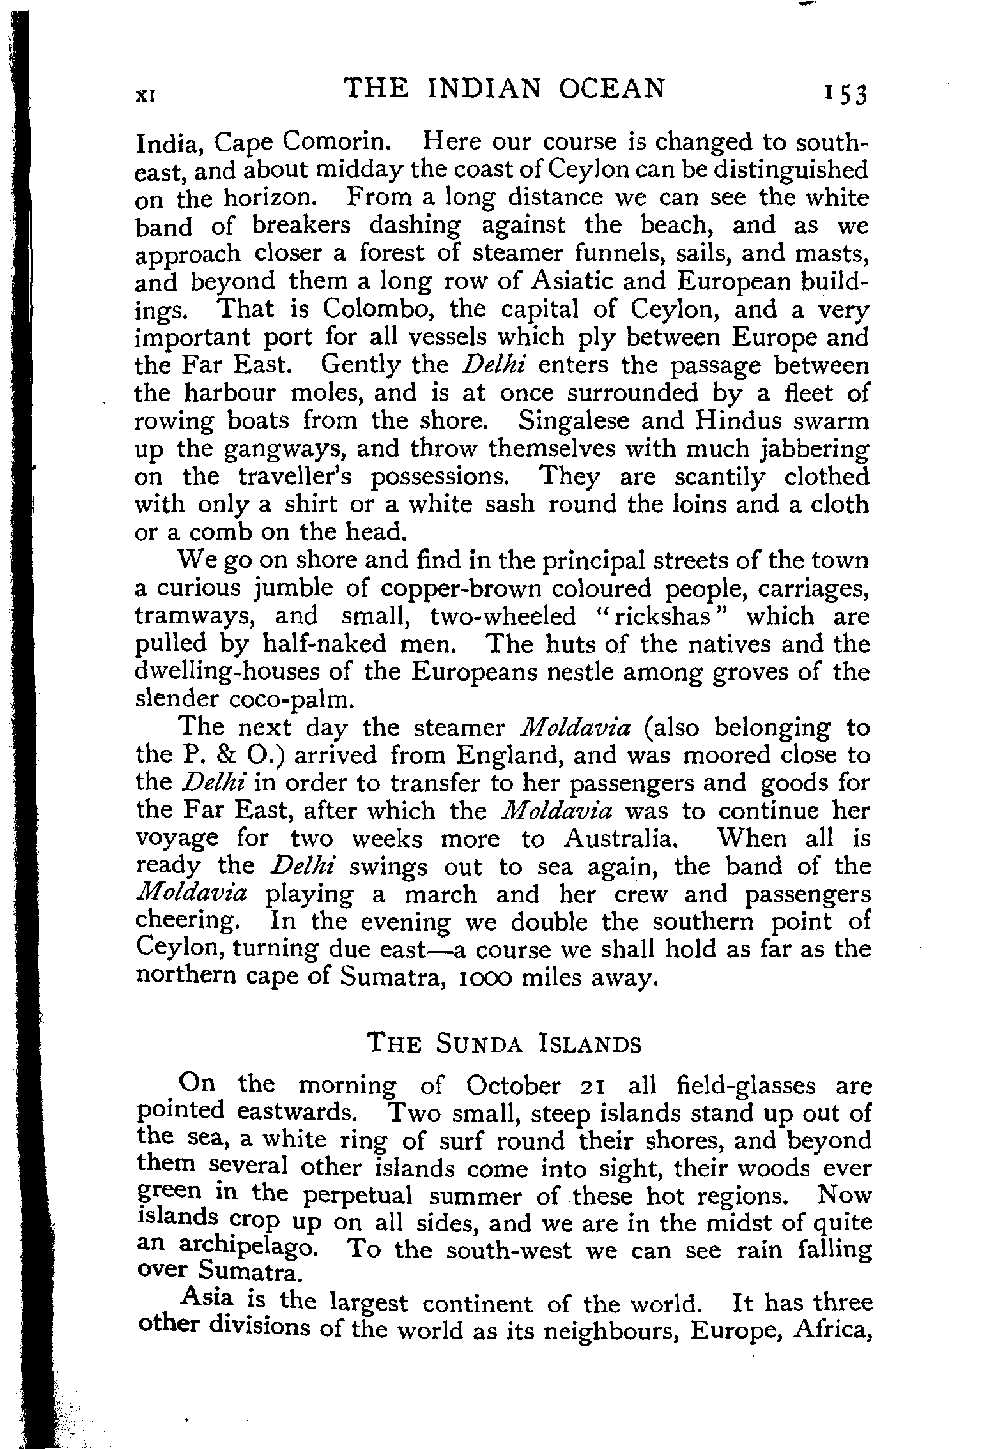 XI THE INDIAN OCEAN 153
India, Cape Comorin. Here our course is changed to south-
east, and about midday the coast of Ceylon can be distinguished
on the horizon. From a long distance we can see the white
band of breakers dashing against the beach, and as we
approach closer a forest of steamer funnels, sails, and masts,
and beyond them a long row of Asiatic and European build-
ings. That is Colombo, the capital of Ceylon, and a very
important port for all vessels which ply between Europe and
the Far East. Gently the Delhi enters the passage between
the harbour moles, and is at once surrounded by a fleet of
rowing boats from the shore. Singalese and Hindus swarm
up the gangways, and throw themselves with much jabbering
on the traveller's possessions. They are scantily clothed
with only a shirt or a white sash round the loins and a cloth
or a comb on the head.
We go on shore and find in the principal streets of the town
a curious jumble of copper-brown coloured people, carriages,
tramways, and small, two-wheeled "rickshas" which are
pulled by half-naked men. The huts of the natives and the
dwelling-houses of the Europeans nestle among groves of the
slender coco-palm.
The next day the steamer Moldavia (also belonging to
the P. & O.) arrived from England, and was moored close to
the Delhi in order to transfer to her passengers and goods for
the Far East, after which the Moldavia was to continue her
voyage for two weeks more to Australia. When all is
ready the Delhi swings out to sea again, the band of the
Moldavia playing a march and her crew and passengers
cheering. In the evening we double the southern point of
Ceylon, turning due east—a course we shall hold as far as the
northern cape of Sumatra, 1000 miles away.
THE SUNDA ISLANDS
On the morning of October 21 all field-glasses are
pointed eastwards. Two small, steep islands stand up out of
the sea, a white ring of surf round their shores, and beyond
them several other islands come into sight, their woods ever
green in the perpetual summer of these hot regions. Now
islands crop up on all sides, and we are in the midst of quite
an archipelago. To the south-west we can see rain falling
over Sumatra.
Asia is the largest continent of the world. It has three
other divisions of the world as its neighbours, Europe, Africa,